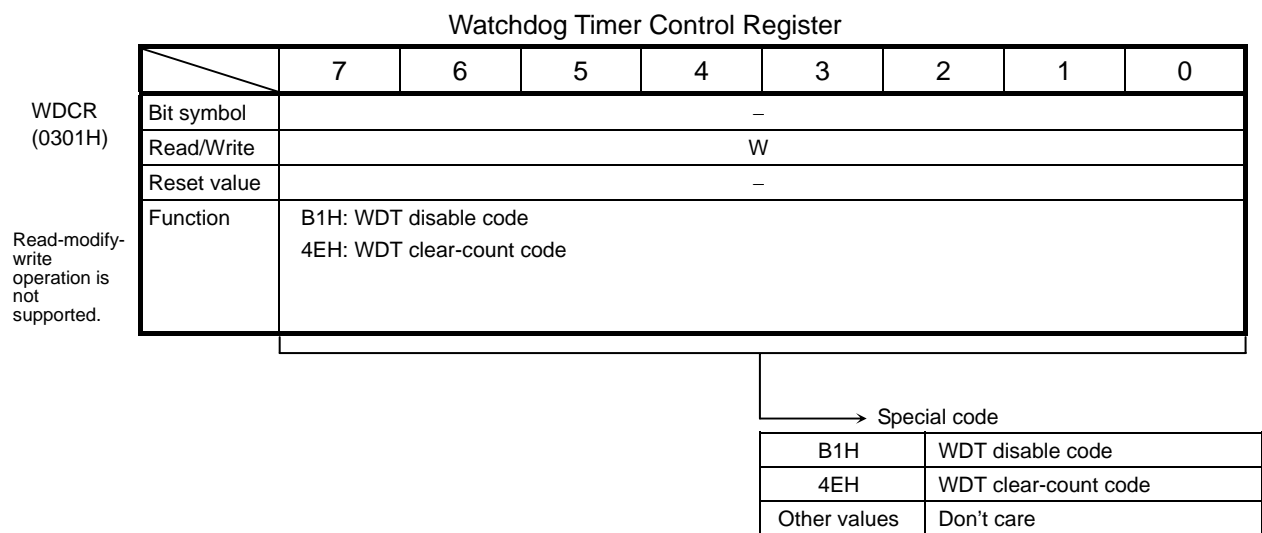 Watchdog Timer Control Register
7 6 5 4 3 2 1 0
WDCR
(0301H)
Bit symbol –
Read/Write W
Reset value –
Read-modify-
write
operation is
not
supported.
Function B1H: WDT disable code
4EH: WDT clear-count code
Special code
B1H WDT disable code
4EH WDT clear-count code
Other values Don't care